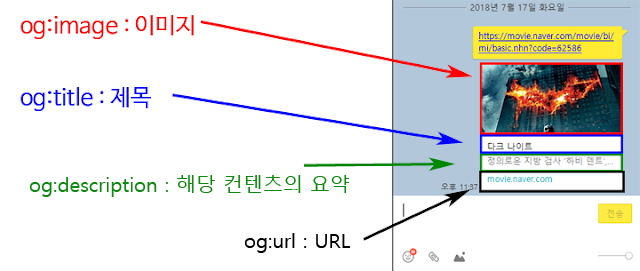 og:image : 이미지
og:title : 제목
og:description : 해당 컨텐츠의 요약
og:url : URL
2018년 7월 17일 화요일
https://movie.naver.com/movie/bi/
mi/basic.nhn?code=62586
다크 나이트
정의로운 지방 검사 '하비 덴트',...
movie.naver.com
오후 11:37
전송